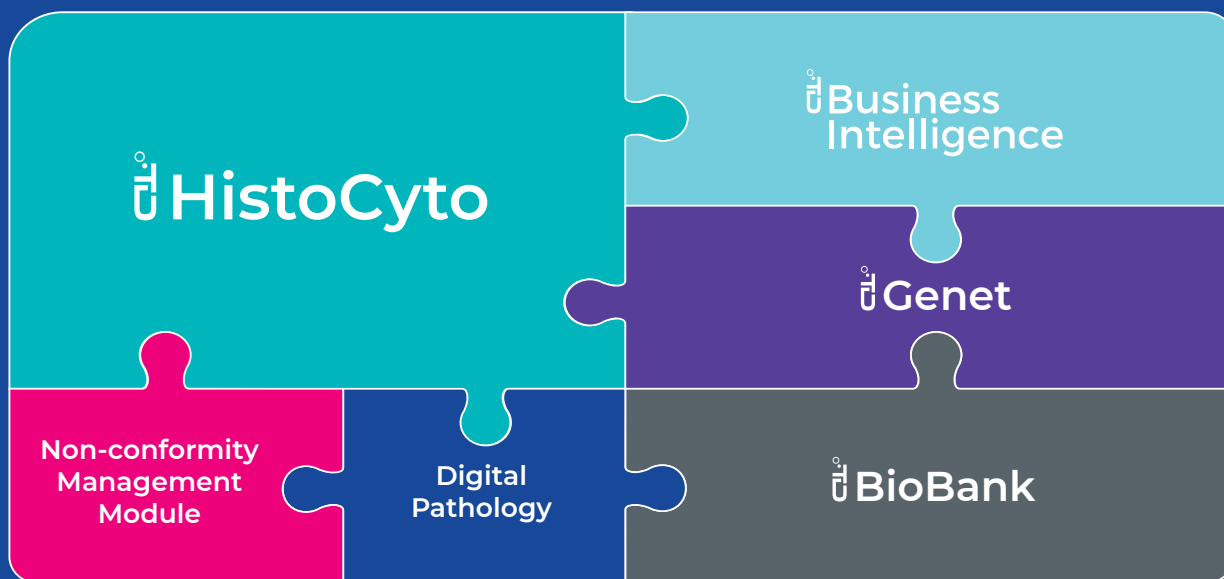 HistoCyto
Business
Intelligence
Genet
Non-conformity
Management
Module
Digital
Pathology
BioBank